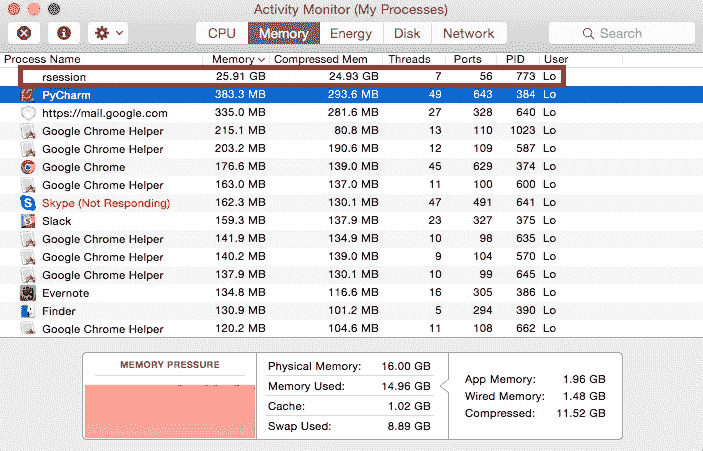 Activity Monitor (My Processes)
CPU Memory Energy Disk Network Search
Process Name Memory Compressed Mem Threads Ports PID User
rsession 25.91 GB 24.93 GB 7 56 773 Lo
PyCharm 383.3 MB 293.6 MB 49 643 384 Lo
https://mail.google.com 335.0 MB 281.6 MB 27 328 640 Lo
Google Chrome Helper 215.1 MB 80.8 MB 13 110 1023 Lo
Google Chrome Helper 203.2 MB 190.6 MB 12 109 587 Lo
Google Chrome 176.6 MB 139.0 MB 45 629 374 Lo
Google Chrome Helper 163.0 MB 137.0 MB 11 100 600 Lo
Skype (Not Responding) 162.3 MB 130.1 MB 47 491 641 Lo
Slack 159.3 MB 137.9 MB 23 327 375 Lo
Google Chrome Helper 141.9 MB 134.9 MB 10 98 635 Lo
Google Chrome Helper 140.2 MB 139.0 MB 9 104 570 Lo
Google Chrome Helper 137.9 MB 130.1 MB 10 99 645 Lo
Evernote 134.8 MB 116.6 MB 16 305 386 Lo
Finder 130.9 MB 101.2 MB 5 294 390 Lo
Google Chrome Helper 120.2 MB 104.6 MB 11 108 662 Lo
MEMORY PRESSURE
Physical Memory: 16.00 GB
Memory Used: 14.96 GB
Cache: 1.02 GB
Swap Used: 8.89 GB
App Memory: 1.96 GB
Wired Memory: 1.48 GB
Compressed: 11.52 GB